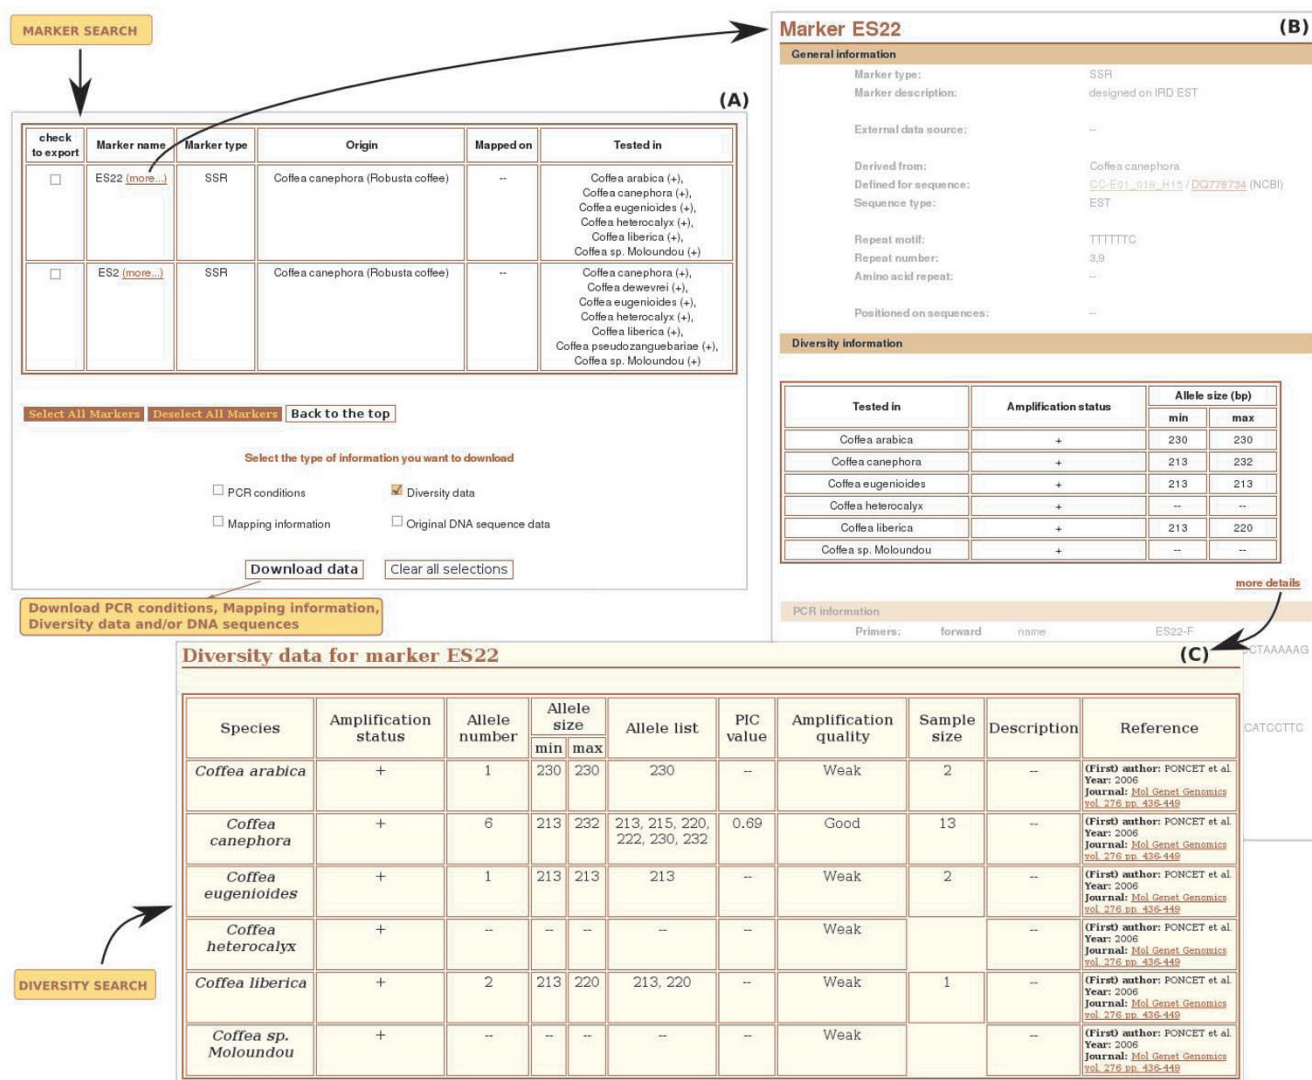 MARKER SEARCH
(A)
check to export | Marker name | Marker type | Origin | Mapped on | Tested in
ES22 (more...) | SSR | Coffea canephora (Robusta coffee) | -- | Coffea arabica (+),
Coffea canephora (+),
Coffea eugenioides (+),
Coffea heterocalyx (+),
Coffea liberica (+),
Coffea sp. Moloundou (+)
ES2 (more...) | SSR | Coffea canephora (Robusta coffee) | -- | Coffea canephora (+),
Coffea dewevrei (+),
Coffea eugenioides (+),
Coffea heterocalyx (+),
Coffea liberica (+),
Coffea pseudozanguebariae (+),
Coffea sp. Moloundou (+)
Select All Markers Deselect All Markers Back to the top
Select the type of information you want to download
PCR conditions Diversity data
Mapping information Original DNA sequence data
Download data Clear all selections
Download PCR conditions, Mapping information,
Diversity data and/or DNA sequences
Marker ES22 (B)
General information
Marker type: SSR
Marker description: designed on IRD EST
External data source: --
Derived from: Coffea canephora
Defined for sequence: CC-E01_019_H15 / DQ778734 (NCBI)
Sequence type: EST
Repeat motif: TTTTTTC
Repeat number: 3,9
Amino acid repeat: --
Positioned on sequences: --
Diversity information
Tested in | Amplification status | Allele size (bp)
min | max
Coffea arabica | + | 230 | 230
Coffea canephora | + | 213 | 232
Coffea eugenioides | + | 213 | 213
Coffea heterocalyx | + | -- | --
Coffea liberica | + | 213 | 220
Coffea sp. Moloundou | + | -- | --
more details
PCR information
Primers: forward name ES22-F
CTAAAAAG
CATCCTTC
Diversity data for marker ES22 (C)
Species | Amplification status | Allele number | Allele size | Allele list | PIC value | Amplification quality | Sample size | Description | Reference
min | max
Coffea arabica | + | 1 | 230 | 230 | 230 | -- | Weak | 2 | -- | (First) author: PONCET et al.
Year: 2006
Journal: Mol Genet Genomics
vol. 276 pp. 436-449
Coffea canephora | + | 6 | 213 | 232 | 213, 215, 220, 222, 230, 232 | 0.69 | Good | 13 | -- | (First) author: PONCET et al.
Year: 2006
Journal: Mol Genet Genomics
vol. 276 pp. 436-449
Coffea eugenioides | + | 1 | 213 | 213 | 213 | -- | Weak | 2 | -- | (First) author: PONCET et al.
Year: 2006
Journal: Mol Genet Genomics
vol. 276 pp. 436-449
Coffea heterocalyx | + | -- | -- | -- | -- | -- | Weak | | -- | (First) author: PONCET et al.
Year: 2006
Journal: Mol Genet Genomics
vol. 276 pp. 436-449
Coffea liberica | + | 2 | 213 | 220 | 213, 220 | -- | Weak | 1 | -- | (First) author: PONCET et al.
Year: 2006
Journal: Mol Genet Genomics
vol. 276 pp. 436-449
Coffea sp. Moloundou | + | -- | -- | -- | -- | -- | Weak | | -- | (First) author: PONCET et al.
Year: 2006
Journal: Mol Genet Genomics
vol. 276 pp. 436-449
DIVERSITY SEARCH